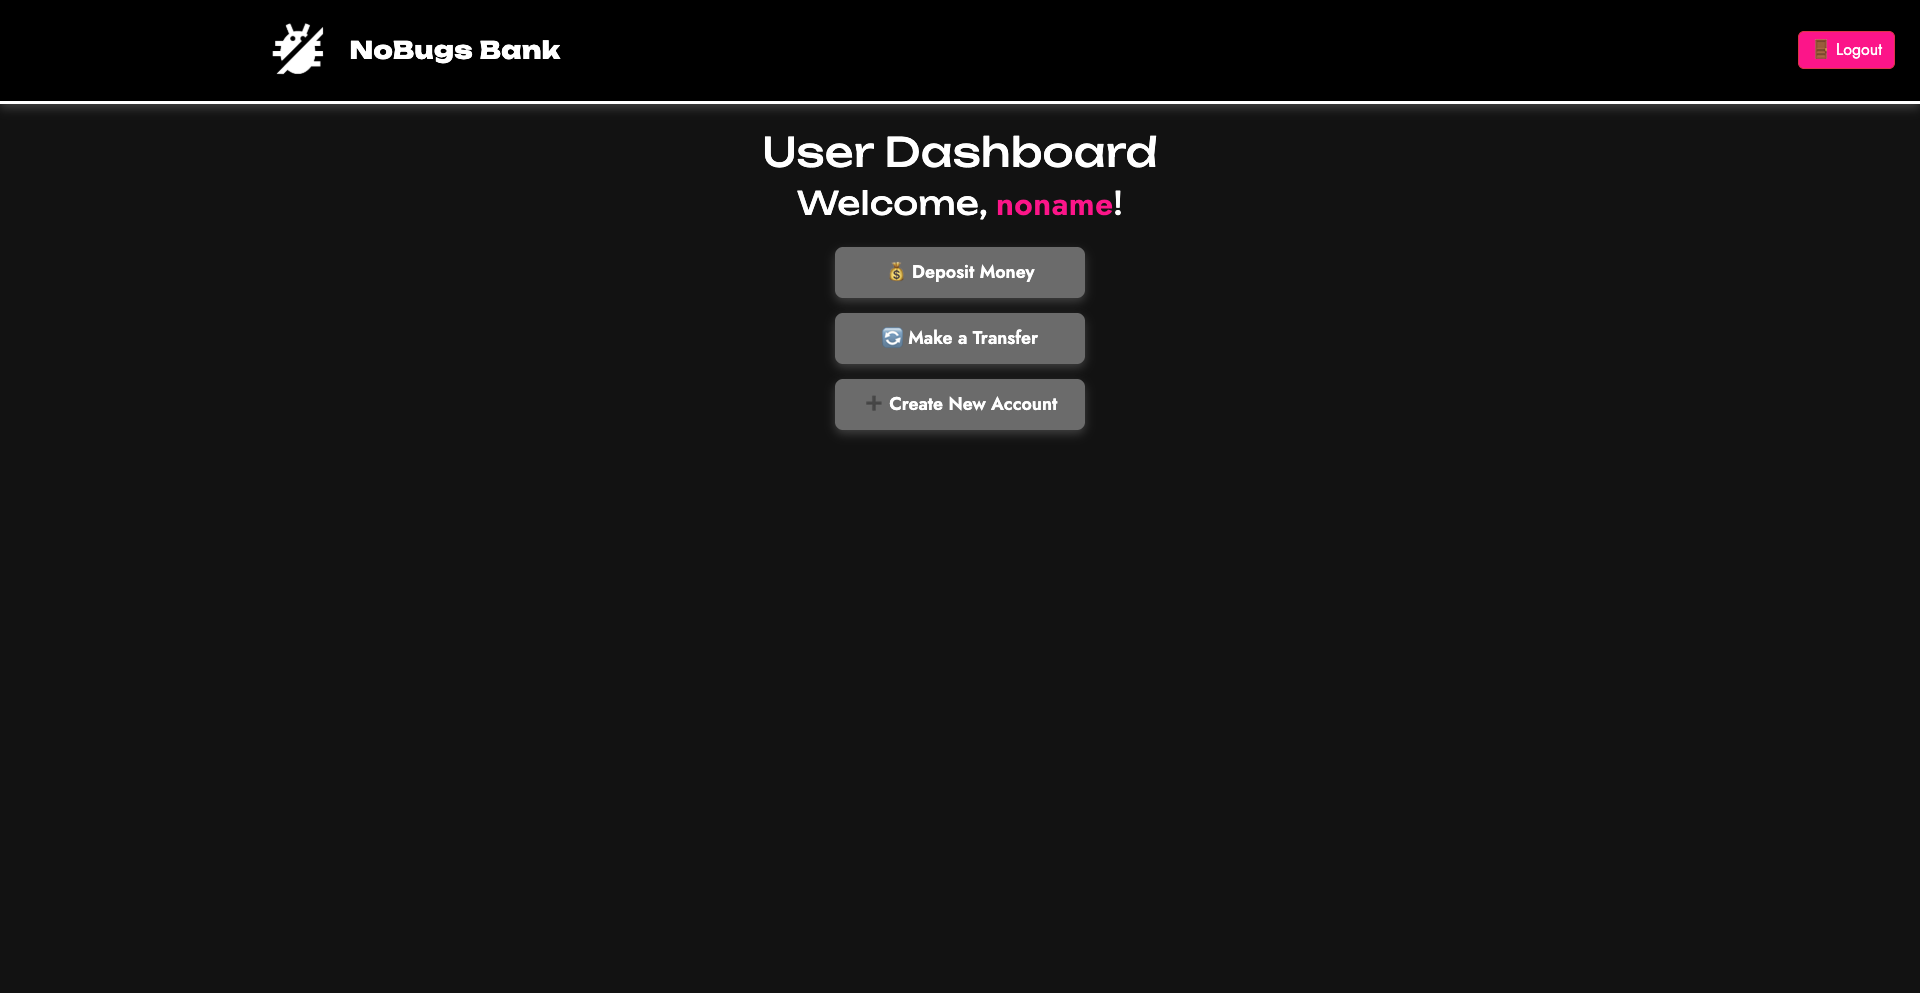 NoBugs Bank
🚪 Logout
User Dashboard
Welcome, noname!
💰 Deposit Money
🔄 Make a Transfer
➕ Create New Account